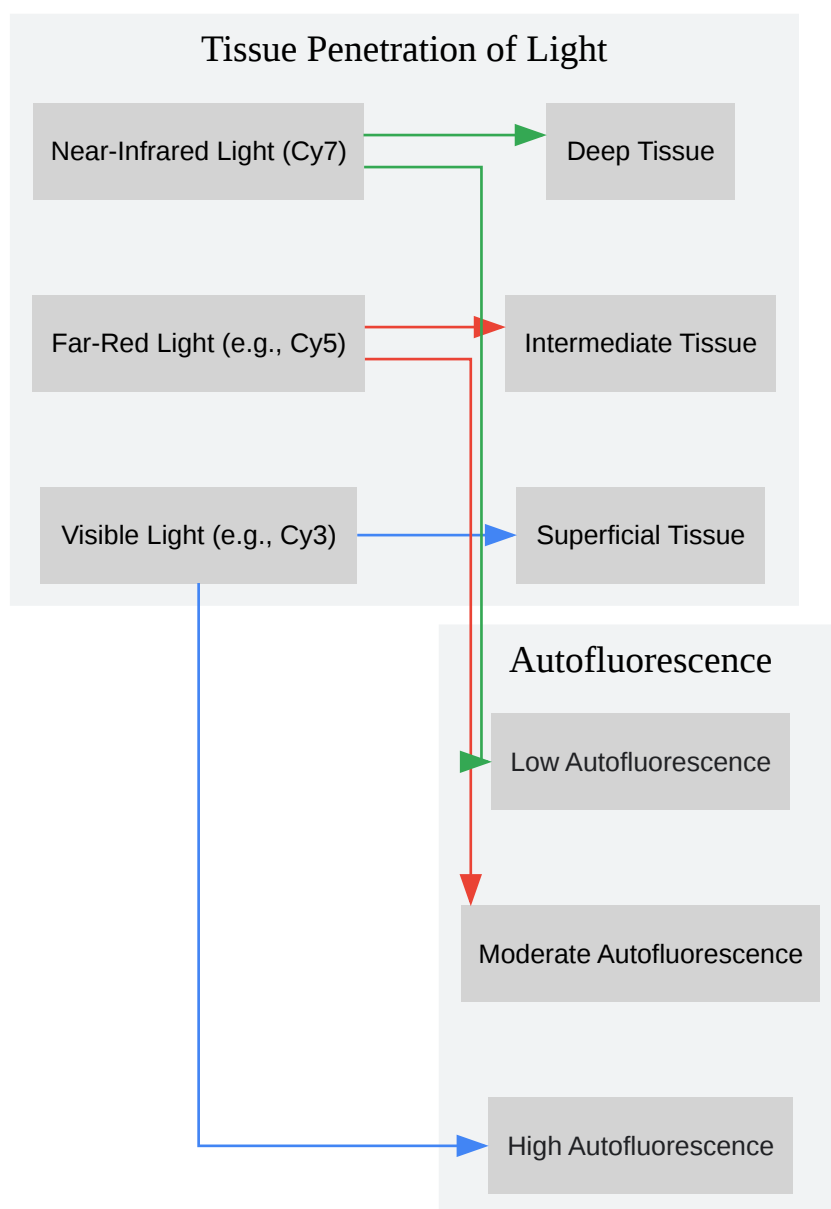 Tissue Penetration of Light
Near-Infrared Light (Cy7)
Deep Tissue
Far-Red Light (e.g., Cy5)
Intermediate Tissue
Visible Light (e.g., Cy3)
Superficial Tissue
Autofluorescence
Low Autofluorescence
Moderate Autofluorescence
High Autofluorescence